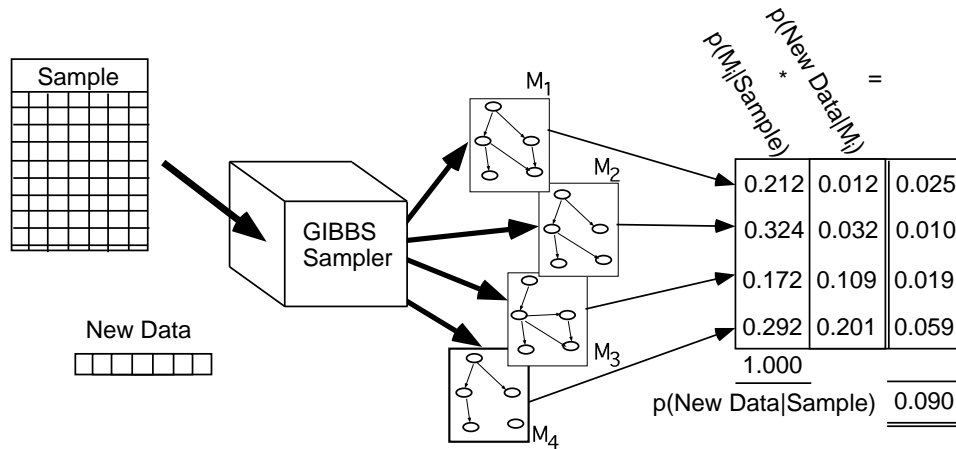 Sample
New Data
GIBBS
Sampler
M1
M2
M3
M4
p(Mi|Sample)
*
p(New Data|Mi)
=
0.212 0.012 0.025
0.324 0.032 0.010
0.172 0.109 0.019
0.292 0.201 0.059
1.000
p(New Data|Sample) 0.090